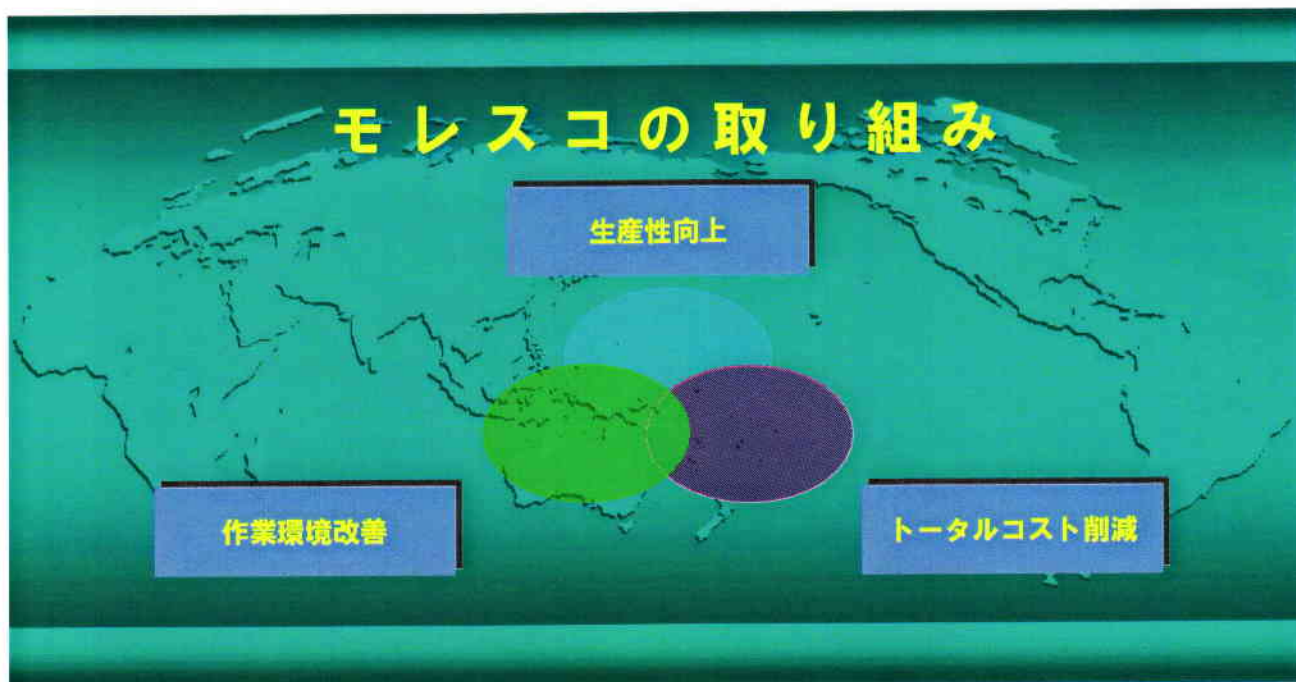 モレスコの取り組み
生産性向上
作業環境改善
トータルコスト削減